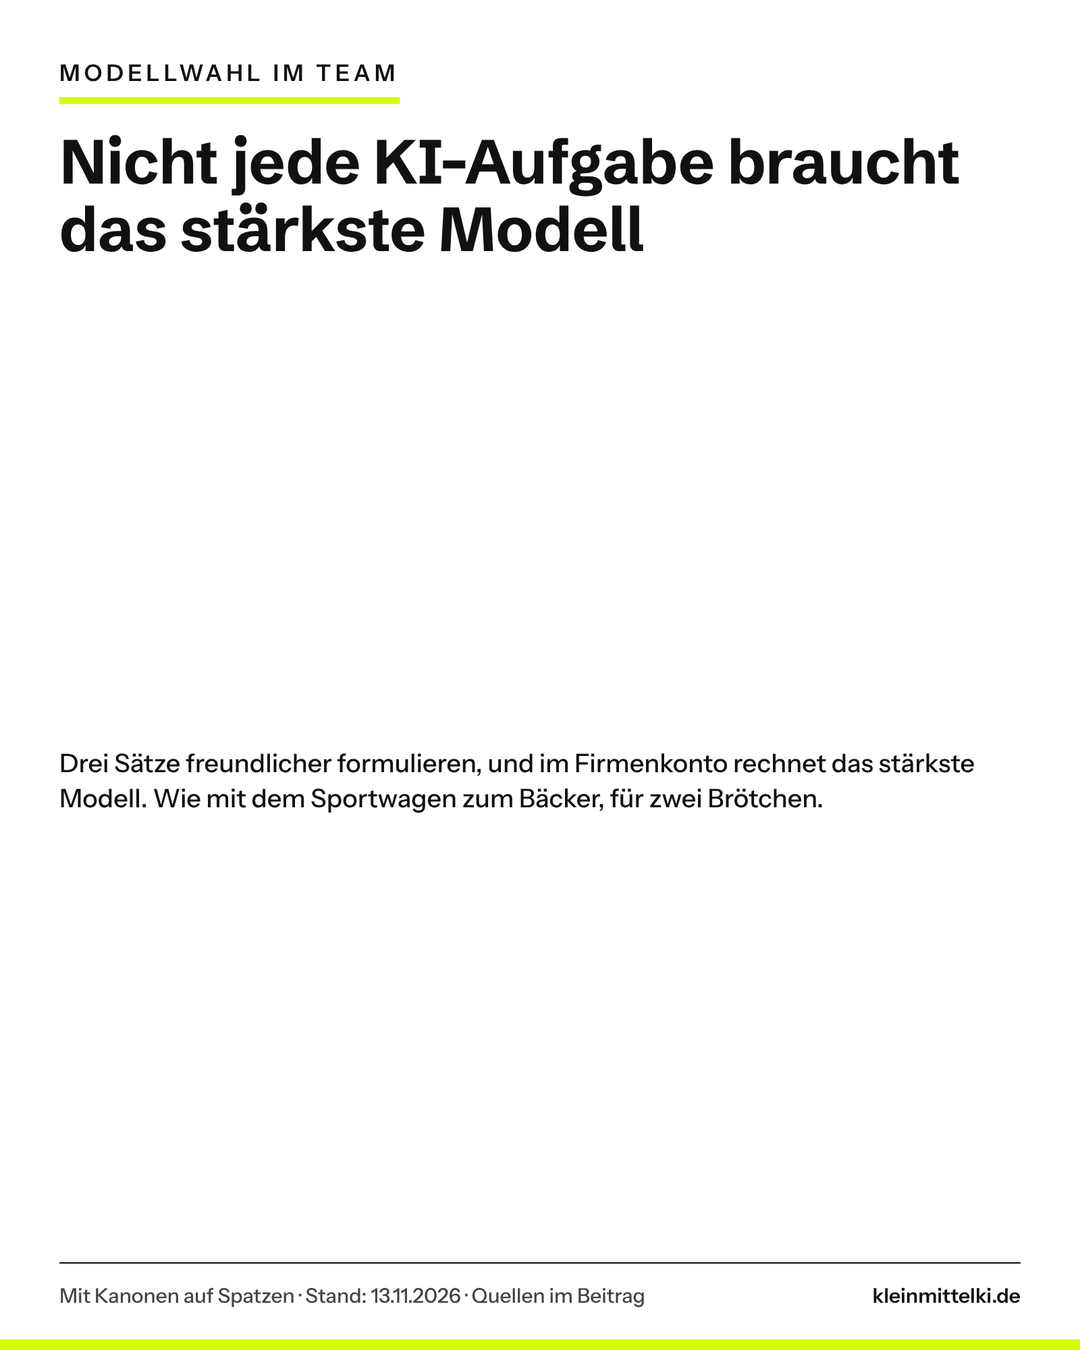 MODELLWAHL IM TEAM
Nicht jede KI-Aufgabe braucht
das stärkste Modell
Drei Sätze freundlicher formulieren, und im Firmenkonto rechnet das stärkste
Modell. Wie mit dem Sportwagen zum Bäcker, für zwei Brötchen.
Mit Kanonen auf Spatzen · Stand: 13.11.2026 · Quellen im Beitrag
kleinmittelki.de